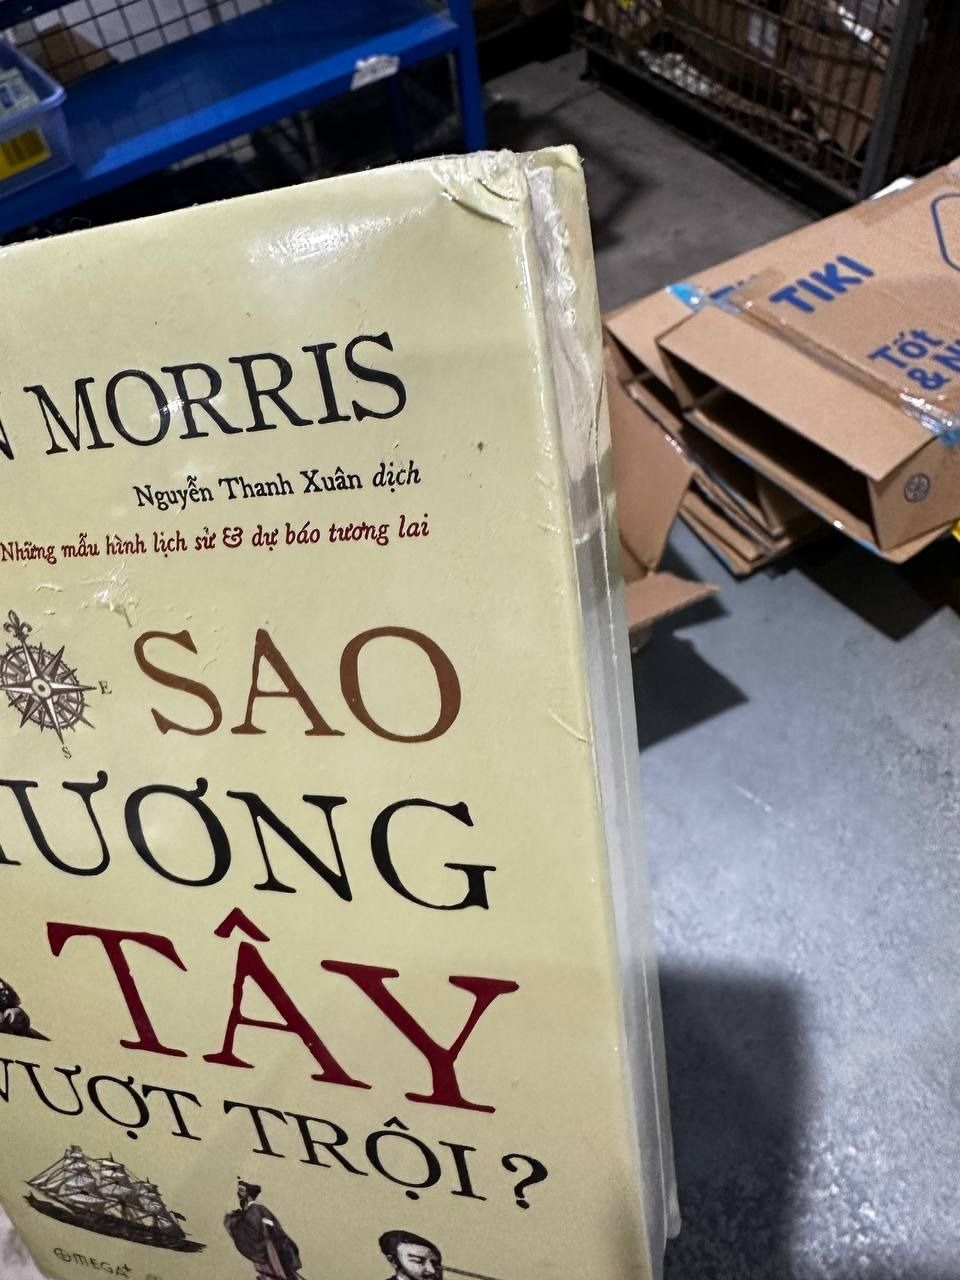 MORRIS
Nguyễn Thanh Xuân dịch
Những mẫu hình lịch sử & dự báo tương lai
E
S
SAO
ƯƠNG
TÂY
VƯỢT TRỘI?
OMEGA+
TIKI
Tốt
&